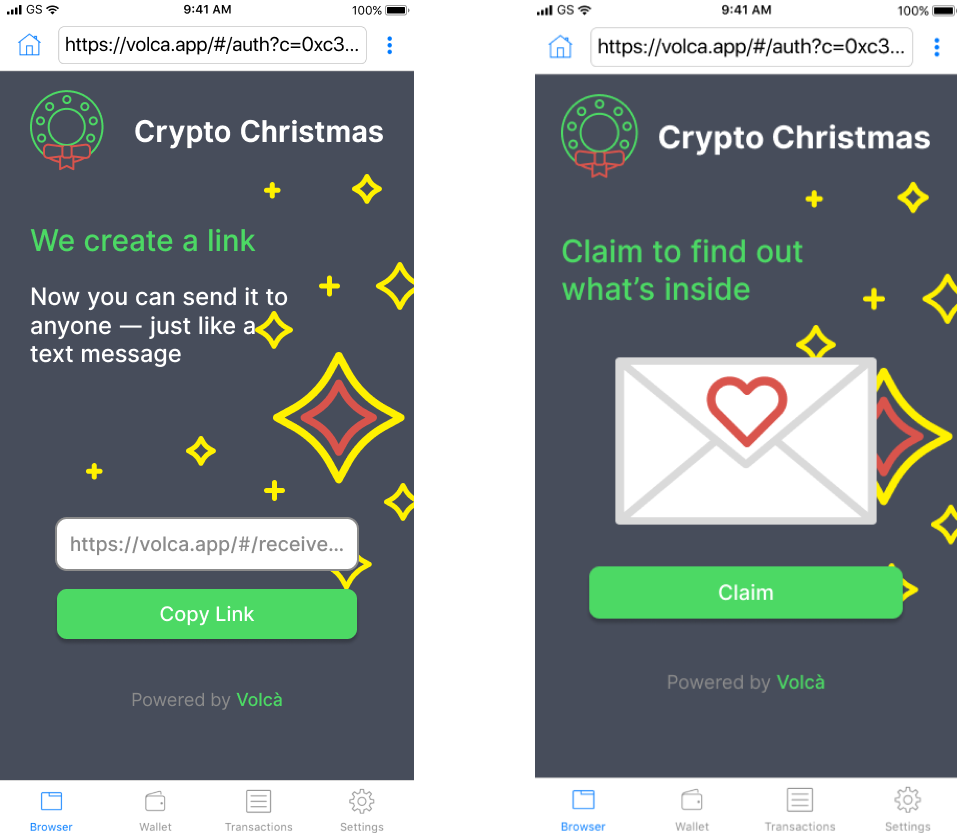 GS 9:41 AM 100%
https://volca.app/#/auth?c=0xc3...
Crypto Christmas
We create a link
Now you can send it to
anyone — just like a
text message
https://volca.app/#/receive...
Copy Link
Powered by Volcà
Browser Wallet Transactions Settings
GS 9:41 AM 100%
https://volca.app/#/auth?c=0xc3...
Crypto Christmas
Claim to find out
what's inside
Claim
Powered by Volcà
Browser Wallet Transactions Settings